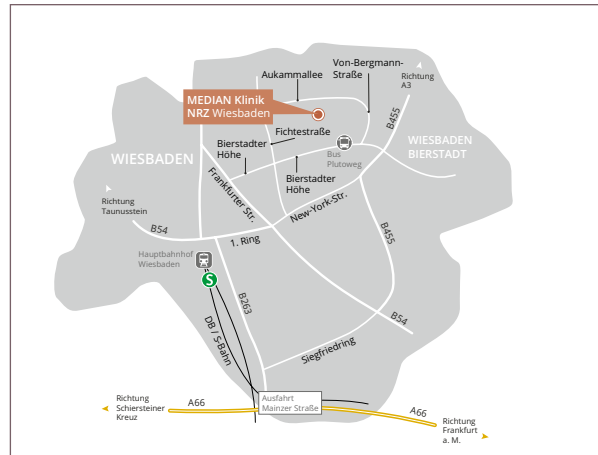 Von-Bergmann-
Straße
Aukammallee
Richtung
A3
MEDIAN Klinik
NRZ Wiesbaden
B455
Fichtestraße
Bierstadter
Höhe
Bus
Plutoweg
WIESBADEN
BIERSTADT
WIESBADEN
Bierstadter
Höhe
Frankfurter Str.
New-York-Str.
Richtung
Taunusstein
B54
1. Ring
B455
Hauptbahnhof
Wiesbaden
S
B263
B54
DB / S-Bahn
Siegfriedring
Ausfahrt
Mainzer Straße
Richtung
Schiersteiner
Kreuz
A66
A66
Richtung
Frankfurt
a. M.